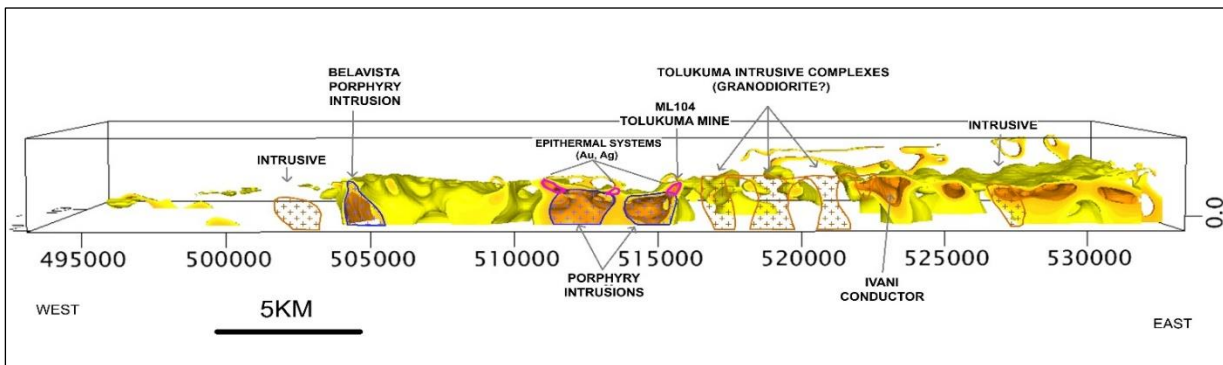 BELAVISTA
PORPHYRY
INTRUSION
TOLUKUMA INTRUSIVE COMPLEXES
(GRANODIORITE?)
ML104
TOLUKUMA MINE
INTRUSIVE
EPITHERMAL SYSTEMS
(Au, Ag)
INTRUSIVE
0.0
495000 500000 505000 510000 515000 520000 525000 530000
PORPHYRY
INTRUSIONS
IVANI
CONDUCTOR
WEST
5KM
EAST